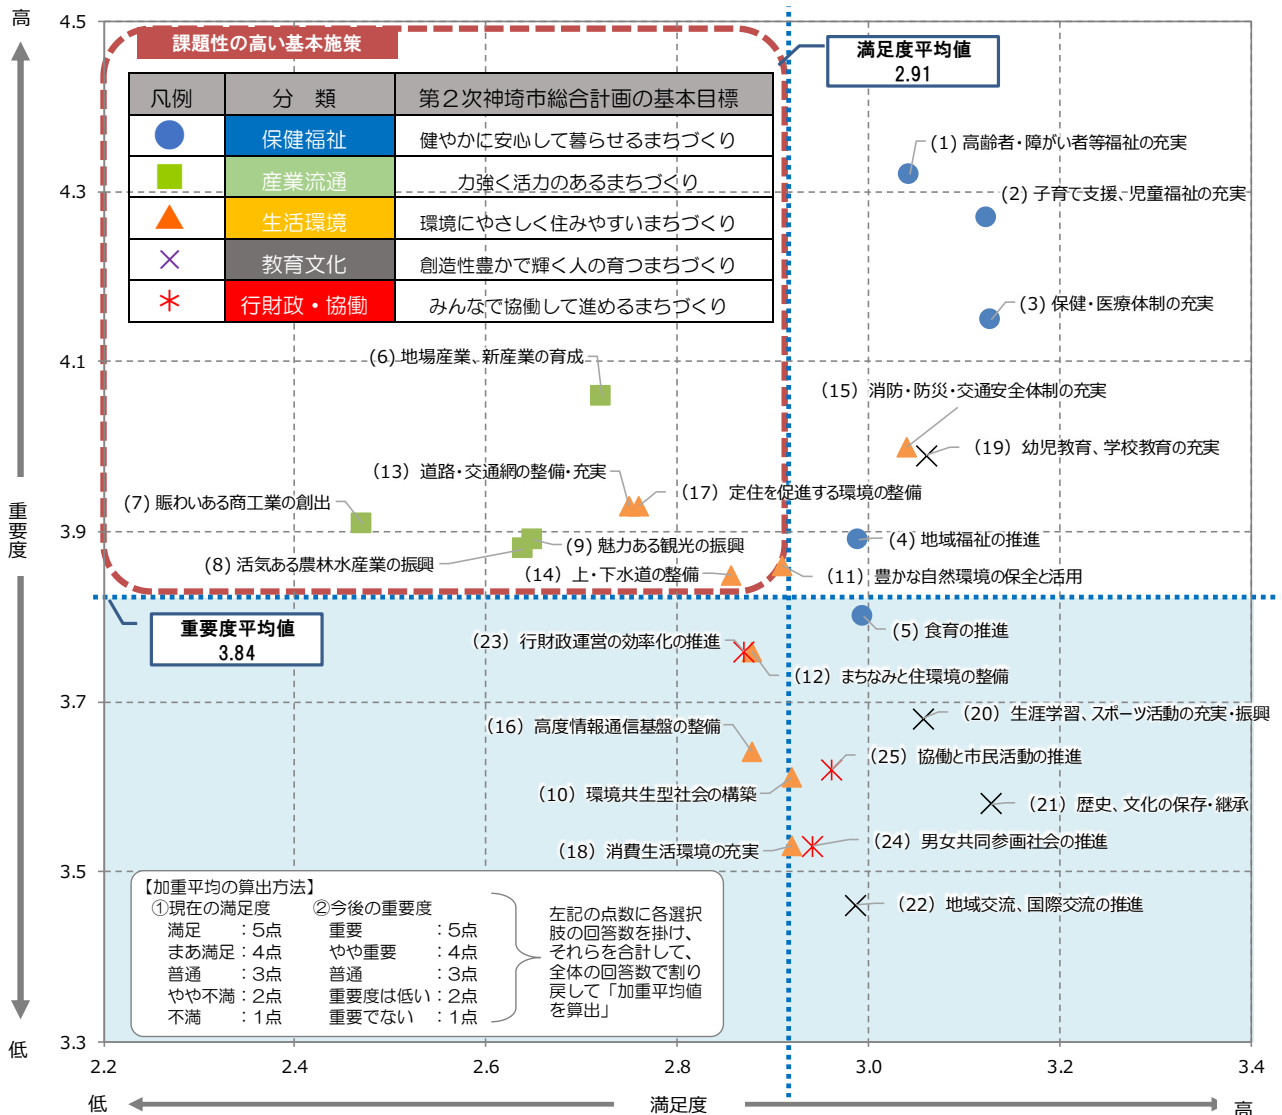 高
4.5
課題性の高い基本施策
満足度平均値
2.91
凡例 分 類 第2次神埼市総合計画の基本目標
保健福祉 健やかに安心して暮らせるまちづくり
産業流通 力強く活力のあるまちづくり
生活環境 環境にやさしく住みやすいまちづくり
教育文化 創造性豊かで輝く人の育つまちづくり
行財政・協働 みんなで協働して進めるまちづくり
(1) 高齢者・障がい者等福祉の充実
4.3
(2) 子育て支援、児童福祉の充実
(3) 保健・医療体制の充実
4.1
(6) 地場産業、新産業の育成
(15) 消防・防災・交通安全体制の充実
(19) 幼児教育、学校教育の充実
(13) 道路・交通網の整備・充実
(17) 定住を促進する環境の整備
(7) 賑わいある商工業の創出
重要度
3.9
(9) 魅力ある観光の振興
(4) 地域福祉の推進
(8) 活気ある農林水産業の振興
(14) 上・下水道の整備
(11) 豊かな自然環境の保全と活用
重要度平均値
3.84
(5) 食育の推進
(23) 行財政運営の効率化の推進
(12) まちなみと住環境の整備
3.7
(20) 生涯学習、スポーツ活動の充実・振興
(16) 高度情報通信基盤の整備
(25) 協働と市民活動の推進
(10) 環境共生型社会の構築
(21) 歴史、文化の保存・継承
(24) 男女共同参画社会の推進
(18) 消費生活環境の充実
3.5
(22) 地域交流、国際交流の推進
【加重平均の算出方法】
①現在の満足度 ②今後の重要度
満足 :5点 重要 :5点
まあ満足:4点 やや重要 :4点
普通 :3点 普通 :3点
やや不満:2点 重要度は低い:2点
不満 :1点 重要でない :1点
左記の点数に各選択
肢の回答数を掛け、
それらを合計して、
全体の回答数で割り
戻して「加重平均値
を算出」
3.3
低
2.2 2.4 2.6 2.8 3.0 3.2 3.4
低 満足度 高